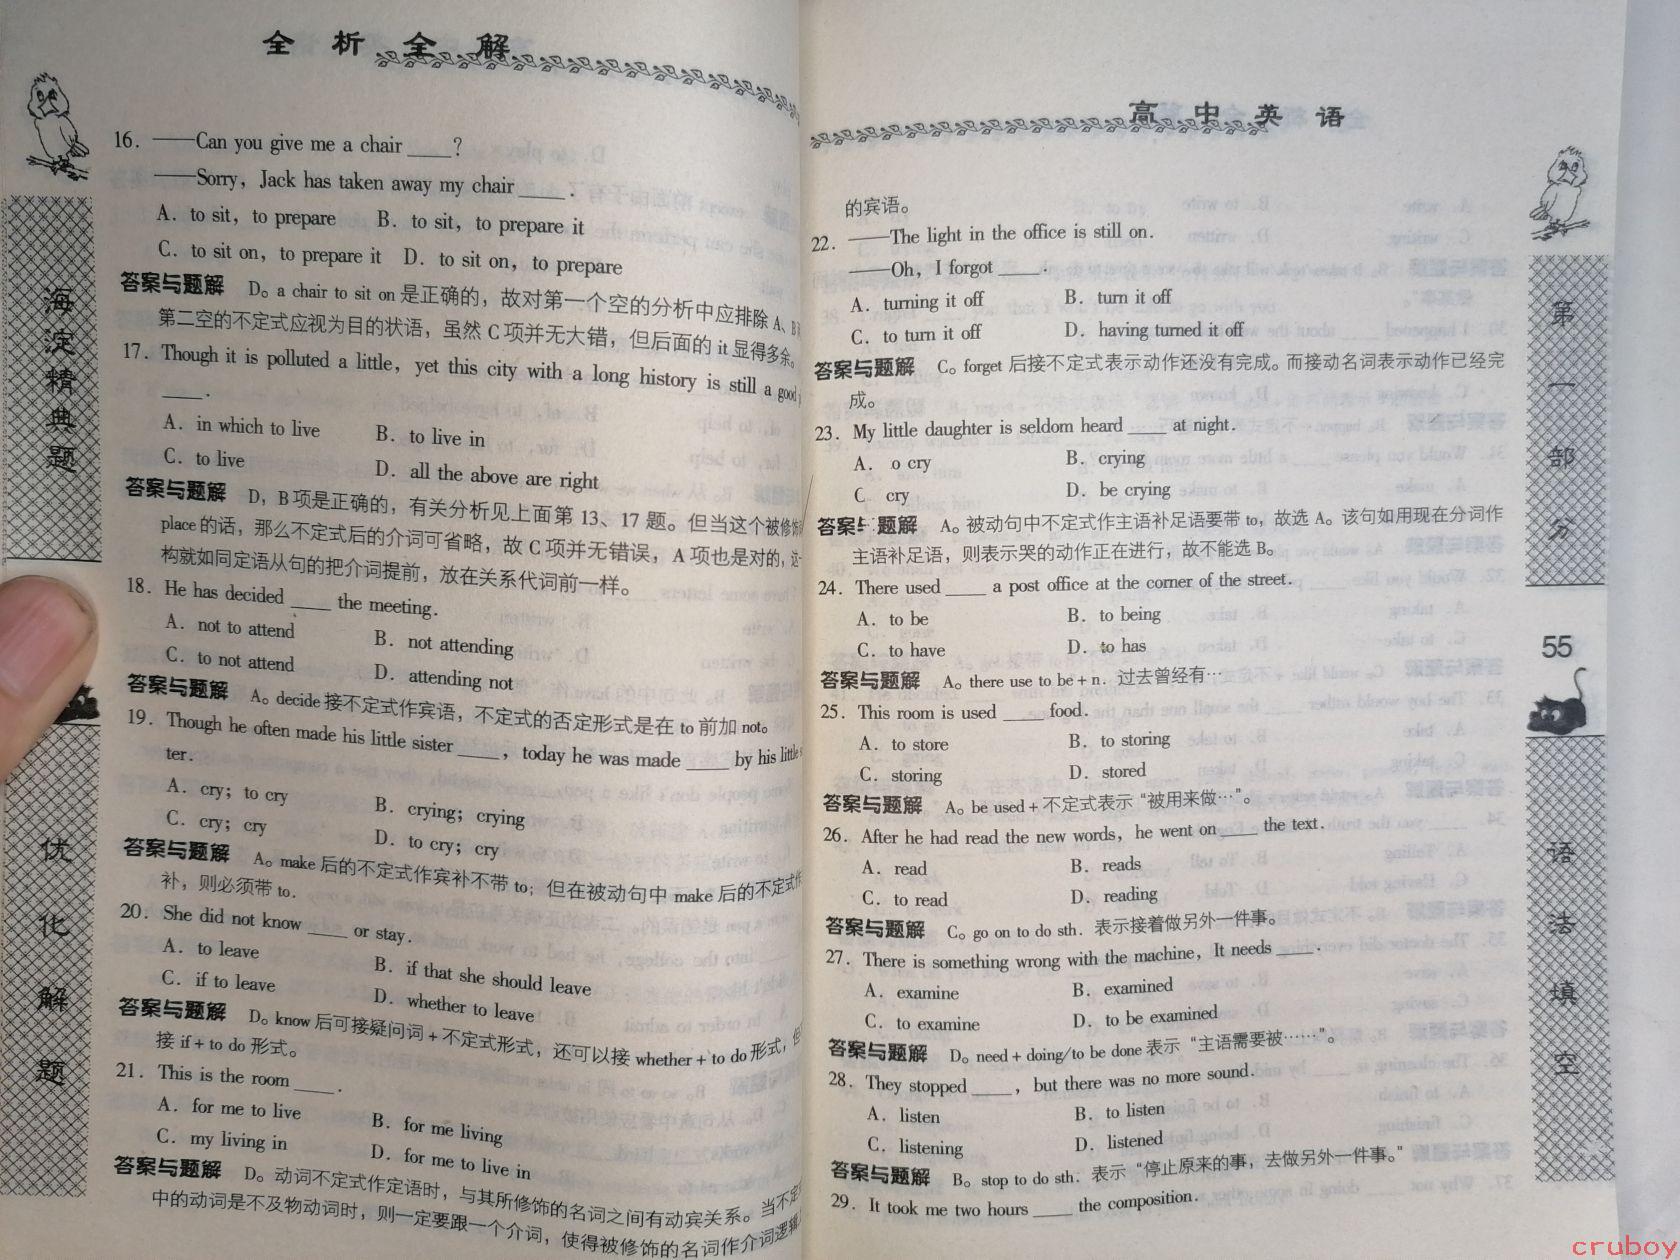 全 析 全 解
16. ——Can you give me a chair ____?
——Sorry, Jack has taken away my chair ____.
A. to sit, to prepare B. to sit, to prepare it
C. to sit on, to prepare it D. to sit on, to prepare
答案与题解 D。a chair to sit on 是正确的,故对第一个空的分析中应排除 A、B
第二空的不定式应视为目的状语,虽然 C 项并无大错,但后面的 it 显得多余。
17. Though it is polluted a little, yet this city with a long history is still a good
____.
A. in which to live B. to live in
C. to live D. all the above are right
答案与题解 D,B 项是正确的,有关分析见上面第 13、17 题。但当这个被修饰
place 的话,那么不定式后的介词可省略,故 C 项并无错误,A 项也是对的,这
构就如同定语从句的把介词提前,放在关系代词前一样。
18. He has decided ____ the meeting.
A. not to attend B. not attending
C. to not attend D. attending not
答案与题解 A。decide 接不定式作宾语,不定式的否定形式是在 to 前加 not。
19. Though he often made his little sister ____, today he was made ____ by his little
ter.
A. cry; to cry B. crying; crying
C. cry; cry D. to cry; cry
答案与题解 A。make 后的不定式作宾补不带 to;但在被动句中 make 后的不定式
补,则必须带 to.
20. She did not know ____ or stay.
A. to leave B. if that she should leave
C. if to leave D. whether to leave
答案与题解 D。know 后可接疑问词 + 不定式形式,还可以接 whether + to do 形式,但
接 if + to do 形式。
21. This is the room ____.
A. for me to live B. for me living
C. my living in D. for me to live in
答案与题解 D。动词不定式作定语时,与其所修饰的名词之间有动宾关系。当不定
中的动词是不及物动词时,则一定要跟一个介词,使得被修饰的名词作介词逻辑
海淀精典题
优化解题
高 中 英 语
的宾语。
22. ——The light in the office is still on.
——Oh, I forgot ____.
A. turning it off B. turn it off
C. to turn it off D. having turned it off
答案与题解 C。forget 后接不定式表示动作还没有完成。而接动名词表示动作已经完
成。
23. My little daughter is seldom heard ____ at night.
A. o cry B. crying
C cry D. be crying
答案与题解 A。被动句中不定式作主语补足语要带 to,故选 A。该句如用现在分词作
主语补足语,则表示哭的动作正在进行,故不能选 B。
24. There used ____ a post office at the corner of the street.
A. to be B. to being
C. to have D. to has
答案与题解 A。there use to be + n. 过去曾经有…
25. This room is used ____ food.
A. to store B. to storing
C. storing D. stored
答案与题解 A。be used + 不定式表示“被用来做…”。
26. After he had read the new words, he went on ____ the text.
A. read B. reads
C. to read D. reading
答案与题解 C。go on to do sth. 表示接着做另外一件事。
27. There is something wrong with the machine, It needs ____.
A. examine B. examined
C. to examine D. to be examined
答案与题解 D。need + doing/to be done 表示“主语需要被……”。
28. They stopped ____, but there was no more sound.
A. listen B. to listen
C. listening D. listened
答案与题解 B。stop to do sth. 表示“停止原来的事,去做另外一件事。”
29. It took me two hours ____ the composition.
第一部分
55
语法填空
cruboy